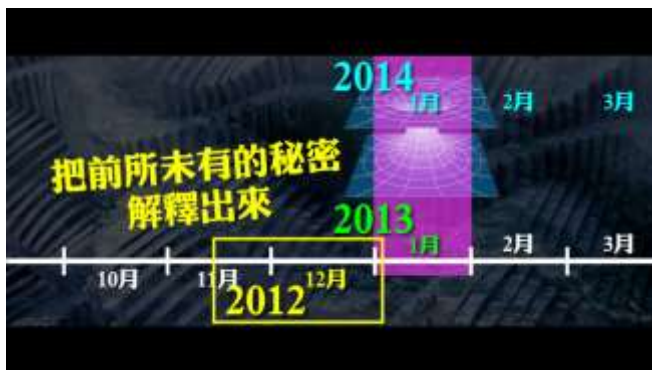 2014
1月 2月 3月
把前所未有的秘密
解釋出來
2013
1月 2月 3月
10月 11月 12月
2012